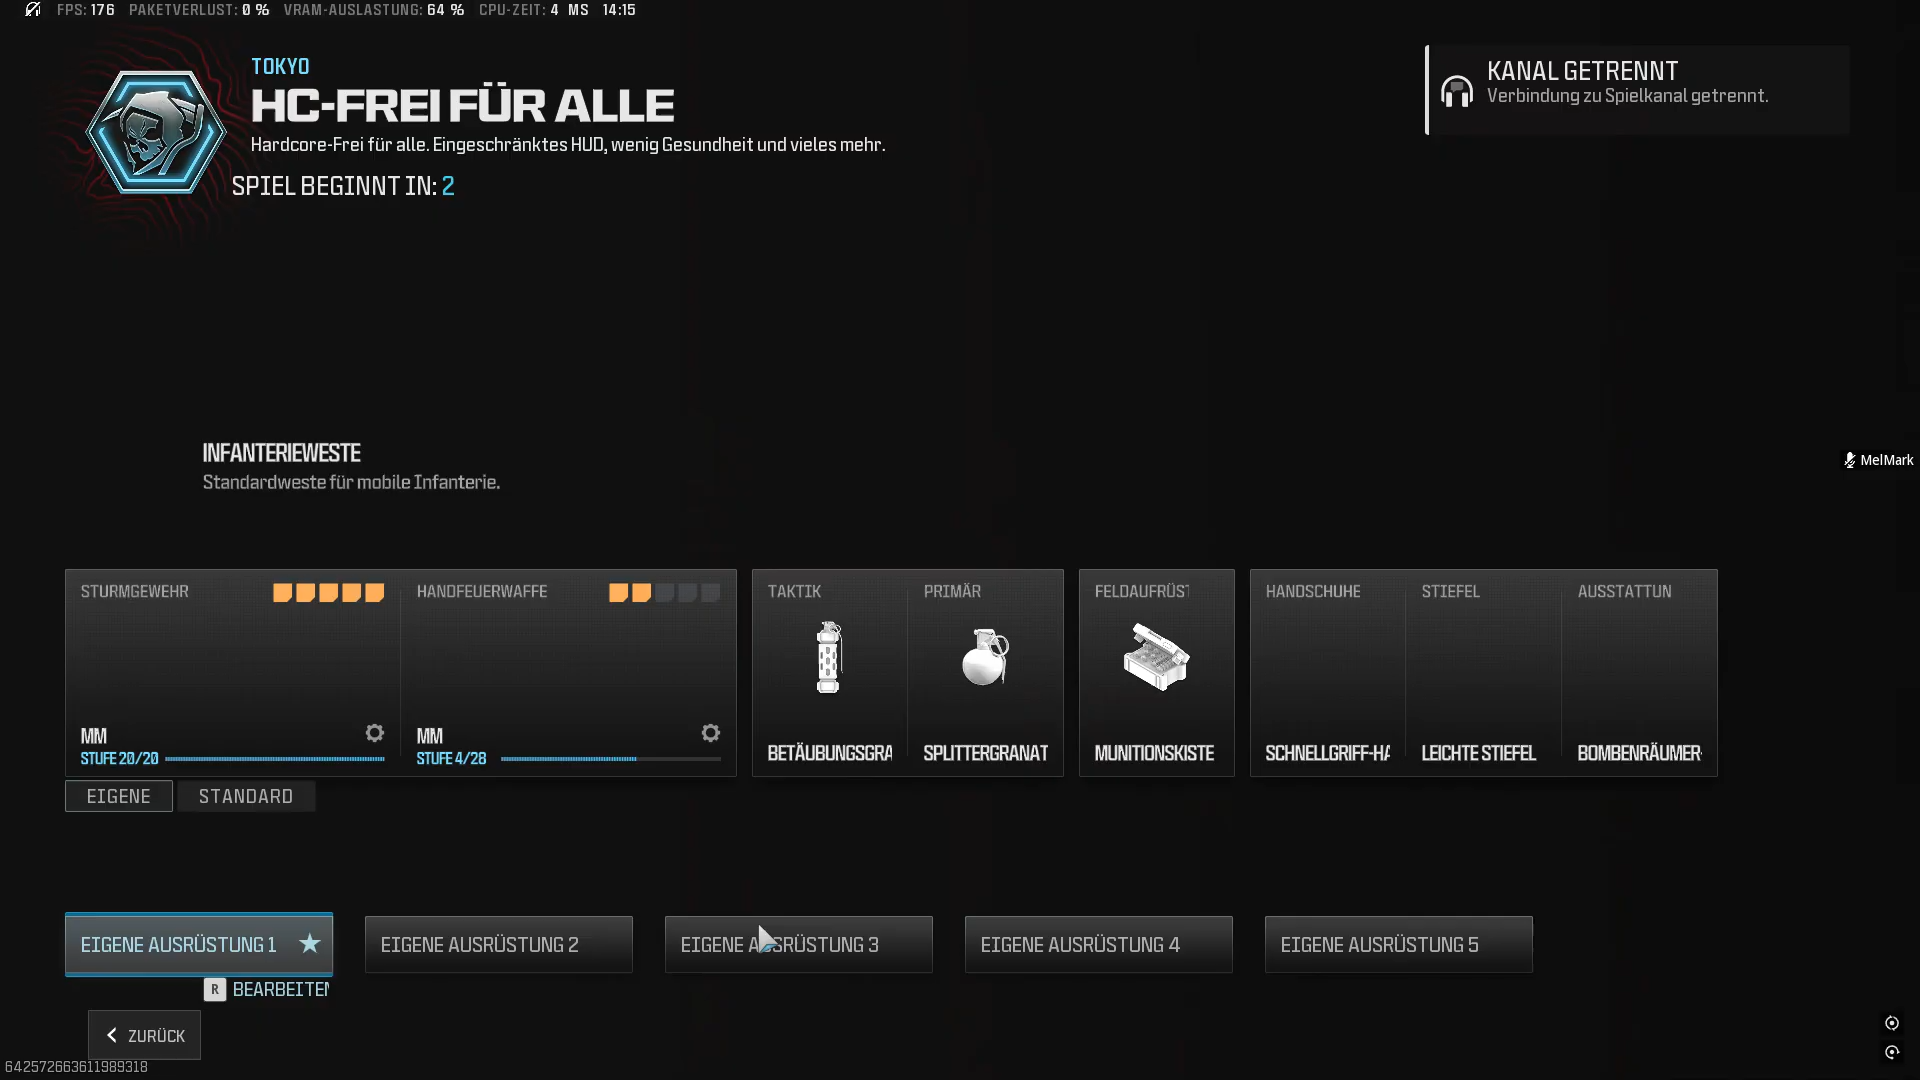 FPS: 176 PAKETVERLUST: 0 % VRAM-AUSLASTUNG: 64 % CPU-ZEIT: 4 MS 14:15
TOKYO
HC-FREI FÜR ALLE
Hardcore-Frei für alle. Eingeschränktes HUD, wenig Gesundheit und vieles mehr.
SPIEL BEGINNT IN: 2
KANAL GETRENNT
Verbindung zu Spielkanal getrennt.
INFANTERIEWESTE
Standardweste für mobile Infanterie.
MelMark
STURMGEWEHR HANDFEUERWAFFE TAKTIK PRIMÄR FELDAUFRÜST HANDSCHUHE STIEFEL AUSSTATTUN
MM MM
STUFE 20/20 STUFE 4/28 BETÄUBUNGSGRA SPLITTERGRANAT MUNITIONSKISTE SCHNELLGRIFF-HA LEICHTE STIEFEL BOMBENRÄUMER-
EIGENE STANDARD
EIGENE AUSRÜSTUNG 1 EIGENE AUSRÜSTUNG 2 EIGENE AUSRÜSTUNG 3 EIGENE AUSRÜSTUNG 4 EIGENE AUSRÜSTUNG 5
R BEARBEITEN
ZURÜCK
642572663611989318